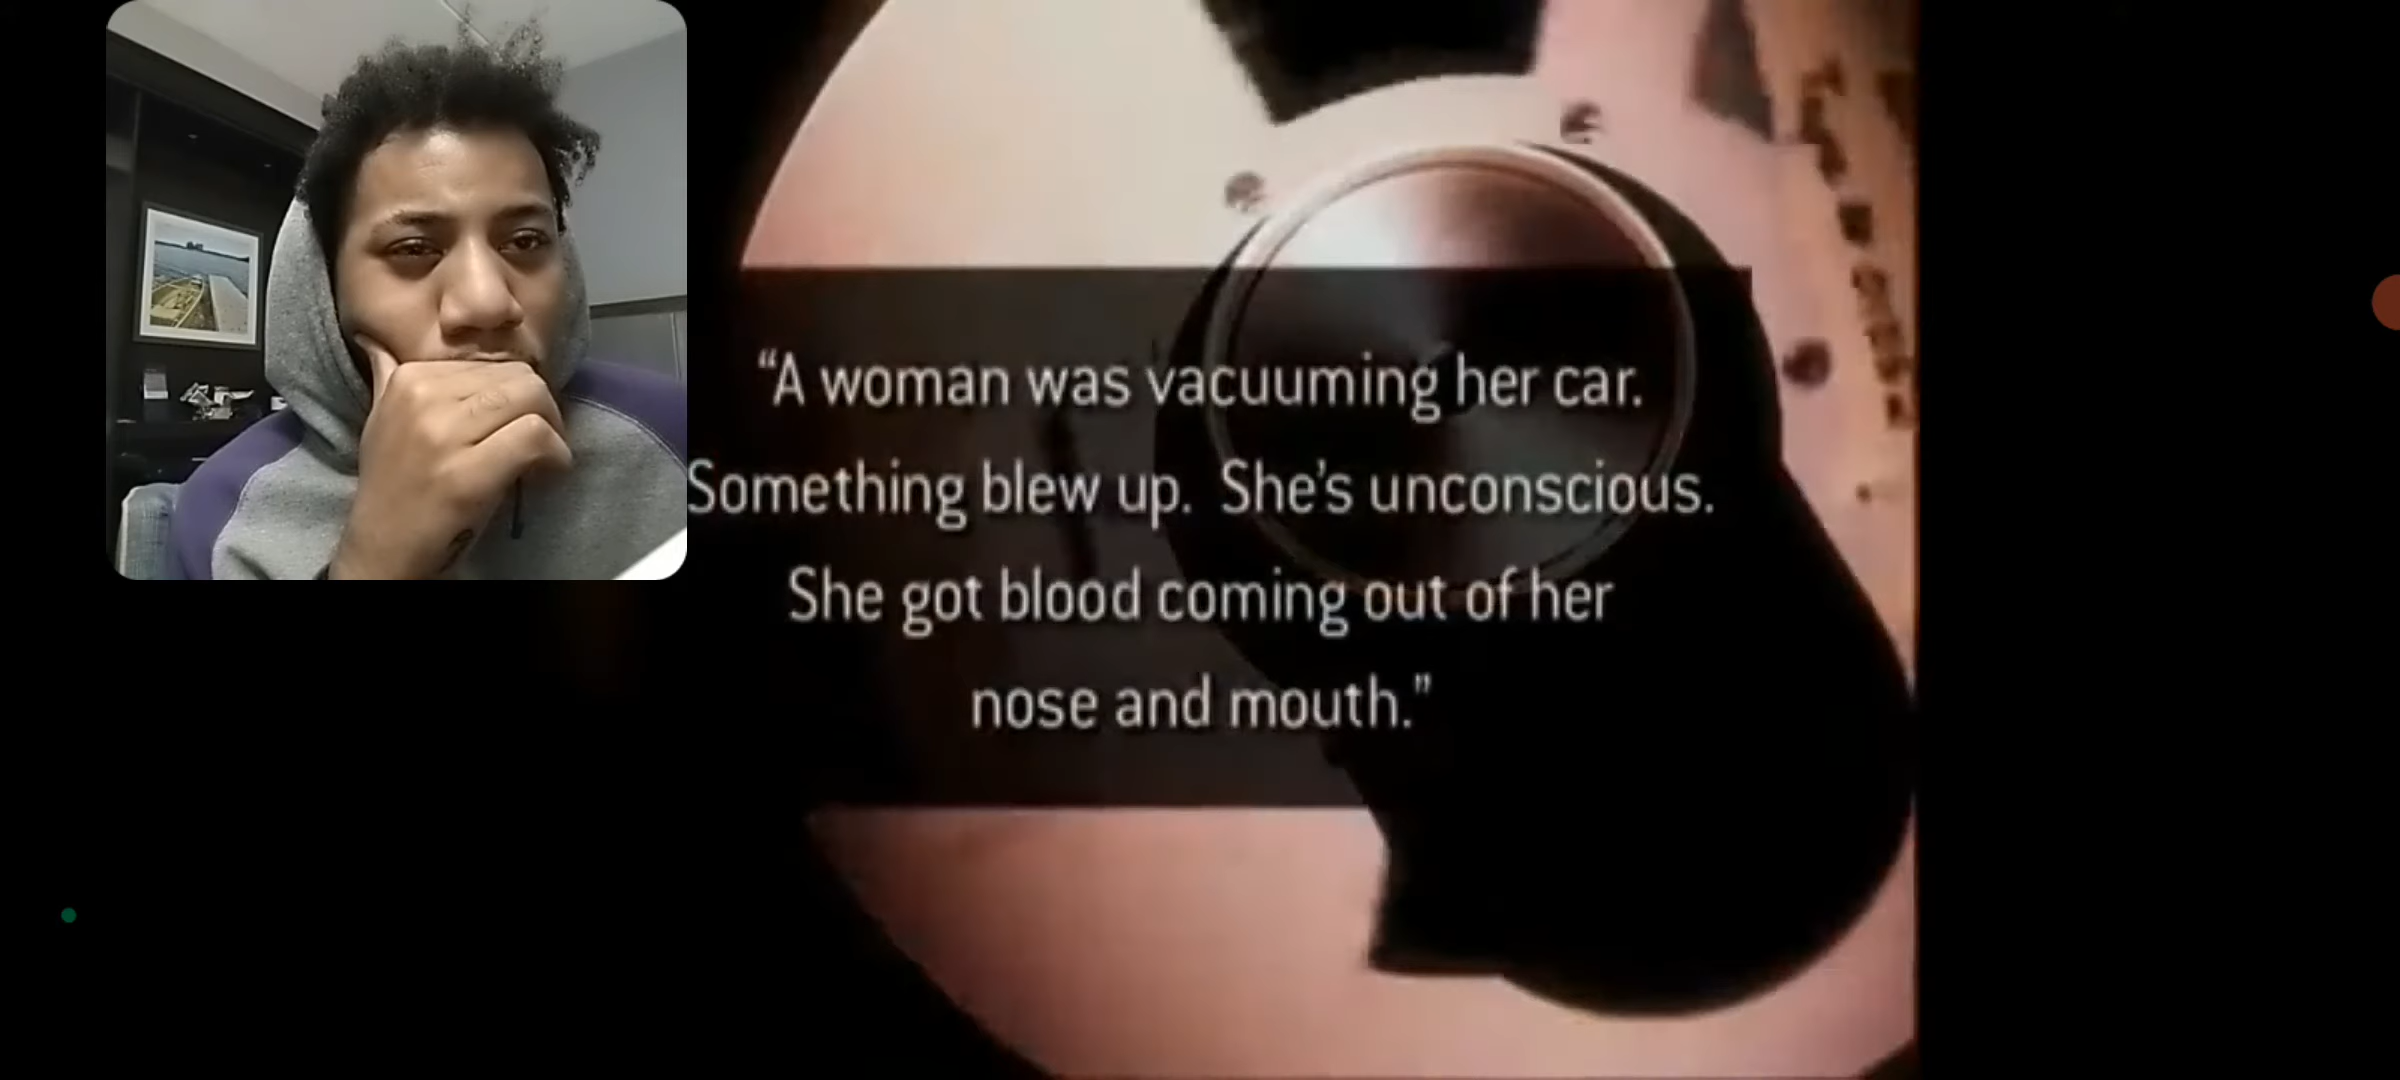 “A woman was vacuuming her car.
Something blew up.  She’s unconscious.
She got blood coming out of her
nose and mouth.”